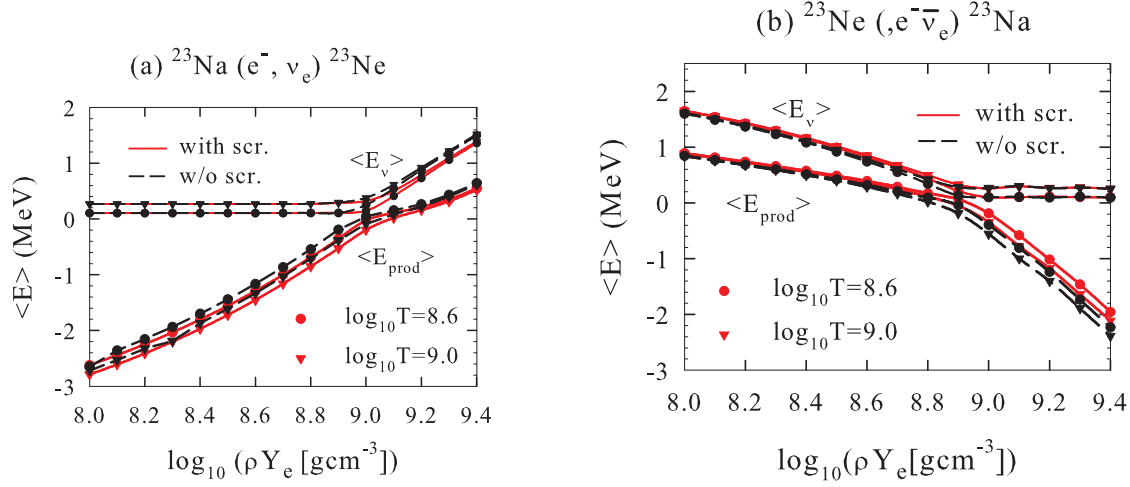 (a) ²³Na (e⁻, νₑ) ²³Ne
2
1
0
-1
-2
-3
<E> (MeV)
with scr.
w/o scr.
<E_ν>
<E_prod>
log₁₀T=8.6
log₁₀T=9.0
8.0 8.2 8.4 8.6 8.8 9.0 9.2 9.4
log₁₀ (ρYₑ [gcm⁻³])
(b) ²³Ne (,e⁻ν̅ₑ) ²³Na
2
1
0
-1
-2
-3
<E> (MeV)
<E_ν>
with scr.
w/o scr.
<E_prod>
log₁₀T=8.6
log₁₀T=9.0
8.0 8.2 8.4 8.6 8.8 9.0 9.2 9.4
log₁₀(ρYₑ [gcm⁻³])